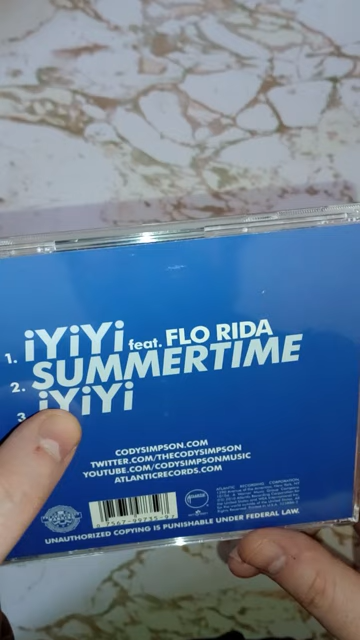 1. iYiYi feat. FLO RIDA
2. SUMMERTIME
3 iYiYi
CODYSIMPSON.COM
TWITTER.COM/THECODYSIMPSON
YOUTUBE.COM/CODYSIMPSONMUSIC
ATLANTICRECORDS.COM
UNAUTHORIZED COPYING IS PUNISHABLE UNDER FEDERAL LAW.